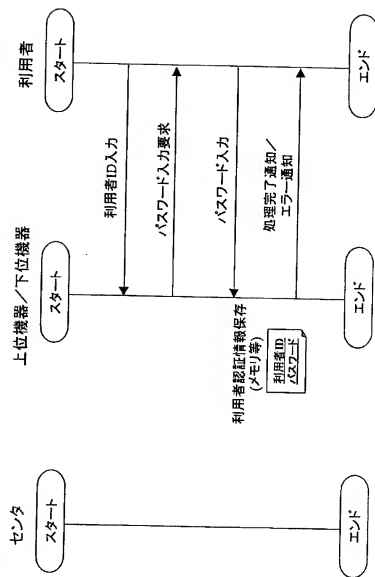 センタ
上位機器／下位機器
利用者
スタート
スタート
スタート
利用者ID入力
パスワード入力要求
パスワード入力
利用者認証情報保存
(メモリ等)
利用者ID
パスワード
処理完了通知／
エラー通知
エンド
エンド
エンド